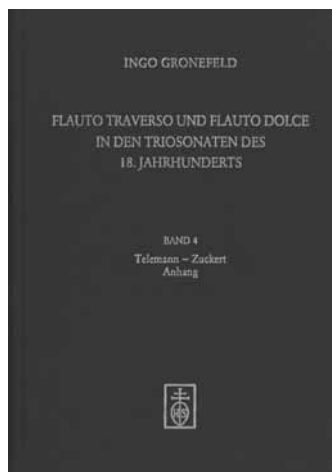 INGO GRONEFELD
FLAUTO TRAVERSO UND FLAUTO DOLCE
IN DEN TRIOSONATEN DES
18. JAHRHUNDERTS
BAND 4
Telemann – Zuckert
Anhang